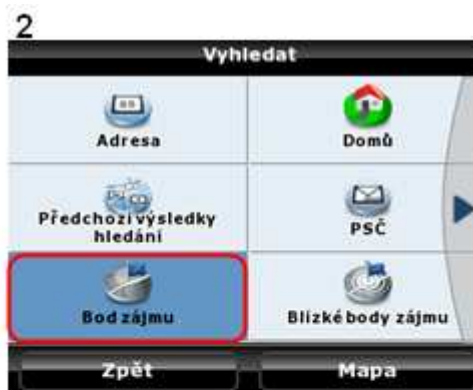 2
Vyhledat
Adresa
Domů
Předchozí výsledky
hledání
PSČ
Bod zájmu
Blízké body zájmu
Zpět
Mapa